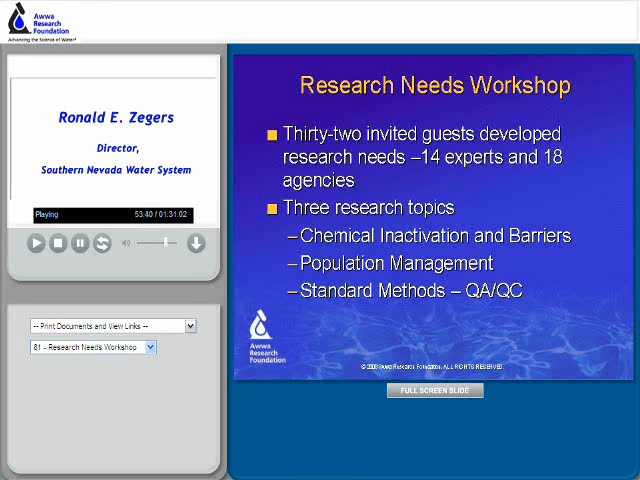 Awwa
Research
Foundation
Advancing the Science of Water®
Ronald E. Zegers
Director,
Southern Nevada Water System
Playing 53:40 / 01:31:02
-- Print Documents and View Links --
81 - Research Needs Workshop
Research Needs Workshop
Thirty-two invited guests developed
research needs –14 experts and 18
agencies
Three research topics
–Chemical Inactivation and Barriers
–Population Management
–Standard Methods – QA/QC
Awwa
Research
Foundation
Awwa Research Foundation. ALL RIGHTS RESERVED.
FULL SCREEN SLIDE